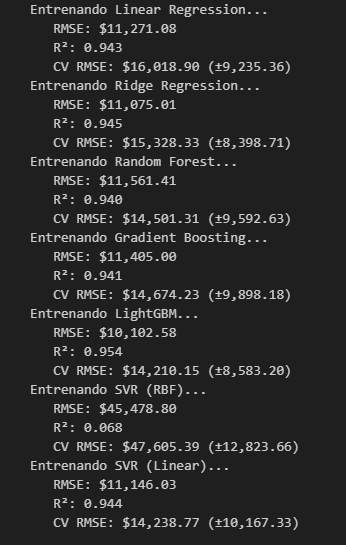 Entrenando Linear Regression...
RMSE: $11,271.08
R²: 0.943
CV RMSE: $16,018.90 (±9,235.36)
Entrenando Ridge Regression...
RMSE: $11,075.01
R²: 0.945
CV RMSE: $15,328.33 (±8,398.71)
Entrenando Random Forest...
RMSE: $11,561.41
R²: 0.940
CV RMSE: $14,501.31 (±9,592.63)
Entrenando Gradient Boosting...
RMSE: $11,405.00
R²: 0.941
CV RMSE: $14,674.23 (±9,898.18)
Entrenando LightGBM...
RMSE: $10,102.58
R²: 0.954
CV RMSE: $14,210.15 (±8,583.20)
Entrenando SVR (RBF)...
RMSE: $45,478.80
R²: 0.068
CV RMSE: $47,605.39 (±12,823.66)
Entrenando SVR (Linear)...
RMSE: $11,146.03
R²: 0.944
CV RMSE: $14,238.77 (±10,167.33)